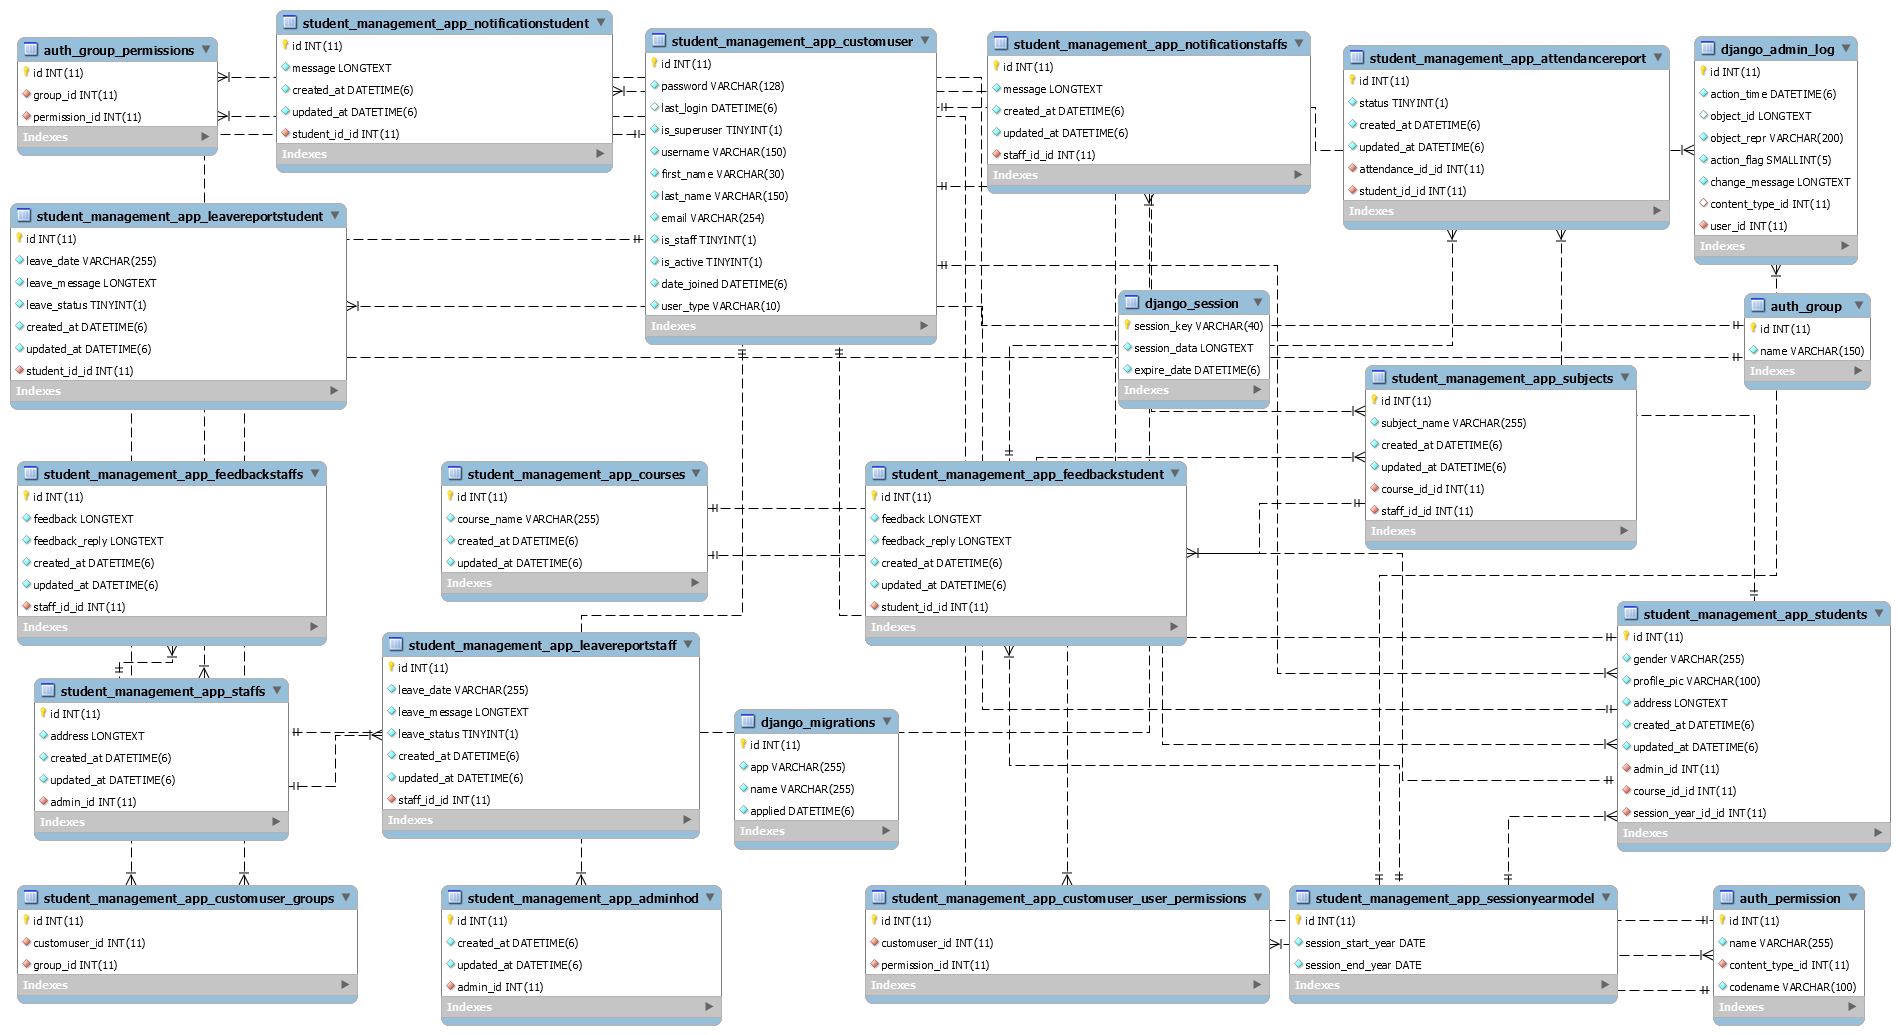 auth_group_permissions
id INT(11)
group_id INT(11)
permission_id INT(11)
Indexes
student_management_app_notificationstudent
id INT(11)
message LONGTEXT
created_at DATETIME(6)
updated_at DATETIME(6)
student_id_id INT(11)
Indexes
student_management_app_customuser
id INT(11)
password VARCHAR(128)
last_login DATETIME(6)
is_superuser TINYINT(1)
username VARCHAR(150)
first_name VARCHAR(30)
last_name VARCHAR(150)
email VARCHAR(254)
is_staff TINYINT(1)
is_active TINYINT(1)
date_joined DATETIME(6)
user_type VARCHAR(10)
Indexes
student_management_app_notificationstaffs
id INT(11)
message LONGTEXT
created_at DATETIME(6)
updated_at DATETIME(6)
staff_id_id INT(11)
Indexes
student_management_app_attendancereport
id INT(11)
status TINYINT(1)
created_at DATETIME(6)
updated_at DATETIME(6)
attendance_id_id INT(11)
student_id_id INT(11)
Indexes
django_admin_log
id INT(11)
action_time DATETIME(6)
object_id LONGTEXT
object_repr VARCHAR(200)
action_flag SMALLINT(5)
change_message LONGTEXT
content_type_id INT(11)
user_id INT(11)
Indexes
student_management_app_leavereportstudent
id INT(11)
leave_date VARCHAR(255)
leave_message LONGTEXT
leave_status TINYINT(1)
created_at DATETIME(6)
updated_at DATETIME(6)
student_id_id INT(11)
Indexes
django_session
session_key VARCHAR(40)
session_data LONGTEXT
expire_date DATETIME(6)
Indexes
auth_group
id INT(11)
name VARCHAR(150)
Indexes
student_management_app_subjects
id INT(11)
subject_name VARCHAR(255)
created_at DATETIME(6)
updated_at DATETIME(6)
course_id_id INT(11)
staff_id_id INT(11)
Indexes
student_management_app_feedbackstaffs
id INT(11)
feedback LONGTEXT
feedback_reply LONGTEXT
created_at DATETIME(6)
updated_at DATETIME(6)
staff_id_id INT(11)
Indexes
student_management_app_courses
id INT(11)
course_name VARCHAR(255)
created_at DATETIME(6)
updated_at DATETIME(6)
Indexes
student_management_app_feedbackstudent
id INT(11)
feedback LONGTEXT
feedback_reply LONGTEXT
created_at DATETIME(6)
updated_at DATETIME(6)
student_id_id INT(11)
Indexes
student_management_app_students
id INT(11)
gender VARCHAR(255)
profile_pic VARCHAR(100)
address LONGTEXT
created_at DATETIME(6)
updated_at DATETIME(6)
admin_id INT(11)
course_id_id INT(11)
session_year_id_id INT(11)
Indexes
student_management_app_staffs
id INT(11)
address LONGTEXT
created_at DATETIME(6)
updated_at DATETIME(6)
admin_id INT(11)
Indexes
student_management_app_leavereportstaff
id INT(11)
leave_date VARCHAR(255)
leave_message LONGTEXT
leave_status TINYINT(1)
created_at DATETIME(6)
updated_at DATETIME(6)
staff_id_id INT(11)
Indexes
django_migrations
id INT(11)
app VARCHAR(255)
name VARCHAR(255)
applied DATETIME(6)
Indexes
student_management_app_customuser_groups
id INT(11)
customuser_id INT(11)
group_id INT(11)
Indexes
student_management_app_adminhod
id INT(11)
created_at DATETIME(6)
updated_at DATETIME(6)
admin_id INT(11)
Indexes
student_management_app_customuser_user_permissions
id INT(11)
customuser_id INT(11)
permission_id INT(11)
Indexes
student_management_app_sessionyearmodel
id INT(11)
session_start_year DATE
session_end_year DATE
Indexes
auth_permission
id INT(11)
name VARCHAR(255)
content_type_id INT(11)
codename VARCHAR(100)
Indexes